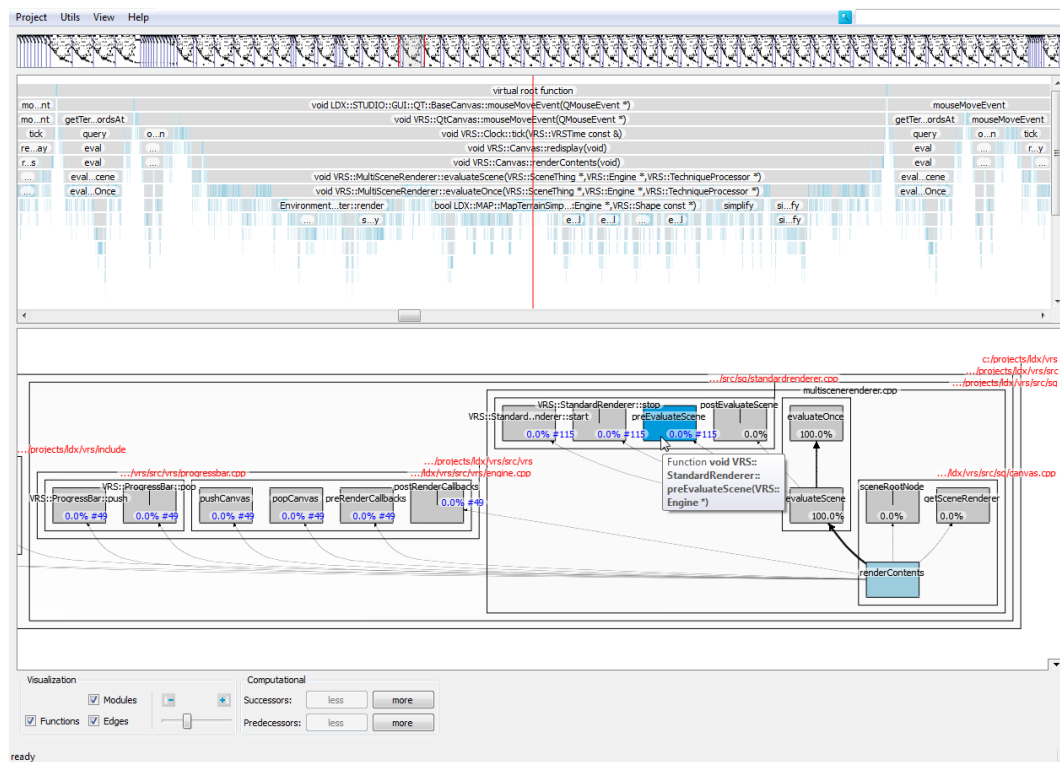 Project Utils View Help
virtual root function
void LDX::STUDIO::GUI::QT::BaseCanvas::mouseMoveEvent(QMouseEvent *)
mo...nt
mouseMoveEvent
mo...nt getTer...ordsAt void VRS::QtCanvas::mouseMoveEvent(QMouseEvent *) getTer...ordsAt mouseMoveEvent
tick query o...n void VRS::Clock::tick(VRS::VRSTime const &) query o...n tick
re...ay eval ... void VRS::Canvas::redisplay(void) eval ... r...y
r...s eval ... void VRS::Canvas::renderContents(void) eval ...
... eval...cene void VRS::MultiSceneRenderer::evaluateScene(VRS::SceneThing *,VRS::Engine *,VRS::TechniqueProcessor *) eval...cene ...
... eval...Once void VRS::MultiSceneRenderer::evaluateOnce(VRS::SceneThing *,VRS::Engine *,VRS::TechniqueProcessor *) eval...Once ...
Environment...ter::render bool LDX::MAP::MapTerrainSimp...:Engine *,VRS::Shape const *) simplify si...fy
... s...y e...l e...l ... e...l si...fy
c:/projects/ldx/vrs
.../projects/ldx/vrs/src
.../src/sg/standardrenderer.cpp
.../projects/ldx/vrs/src/sg
multiscenerenderer.cpp
VRS::StandardRenderer::stop postEvaluateScene
VRS::Standard..nderer::start preEvaluateScene evaluateOnce
0.0% #115 0.0% #115 0.0% #115 0.0% 100.0%
.../projects/ldx/vrs/include
Function void VRS::
StandardRenderer::
preEvaluateScene(VRS::
Engine *)
.../projects/ldx/vrs/src/vrs
.../vrs/src/vrs/progressbar.cpp .../ldx/vrs/src/vrs/engine.cpp .../ldx/vrs/src/sg/canvas.cpp
VRS::ProgressBar::push VRS::ProgressBar::pop pushCanvas popCanvas preRenderCallbacks postRenderCallbacks evaluateScene sceneRootNode getSceneRenderer
0.0% #49 0.0% #49 0.0% #49 0.0% #49 0.0% #49 0.0% #49 100.0% 0.0% 0.0%
renderContents
Visualization Computational
Modules Successors: less more
Functions Edges Predecessors: less more
ready